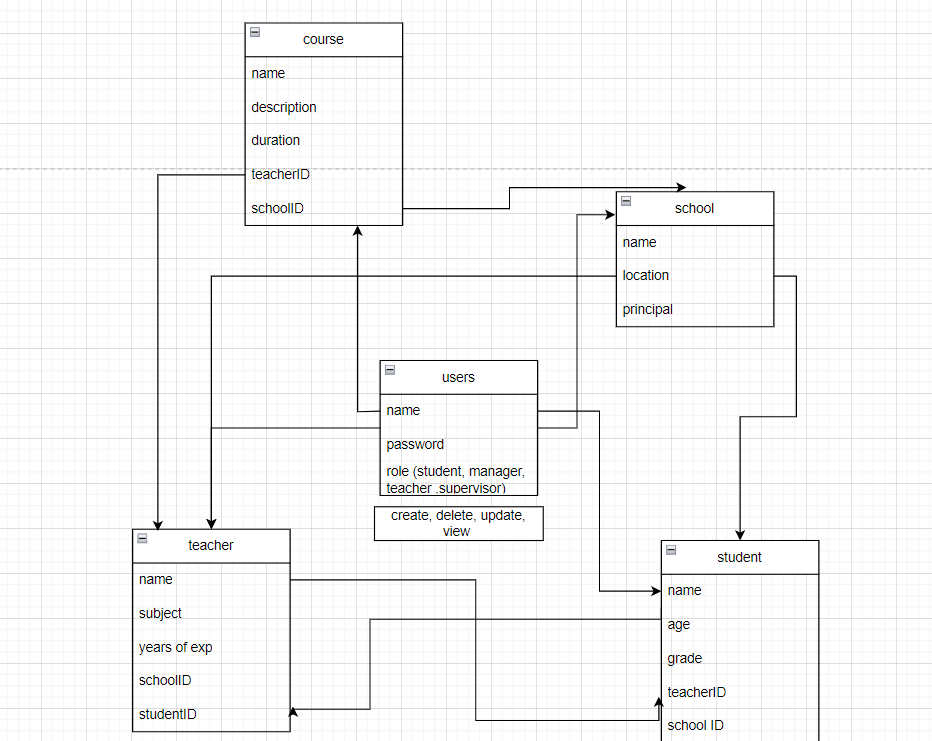 course
name
description
duration
teacherID
schoolID
school
name
location
principal
users
name
password
role (student, manager,
teacher ,supervisor)
create, delete, update,
view
teacher
name
subject
years of exp
schoolID
studentID
student
name
age
grade
teacherID
school ID